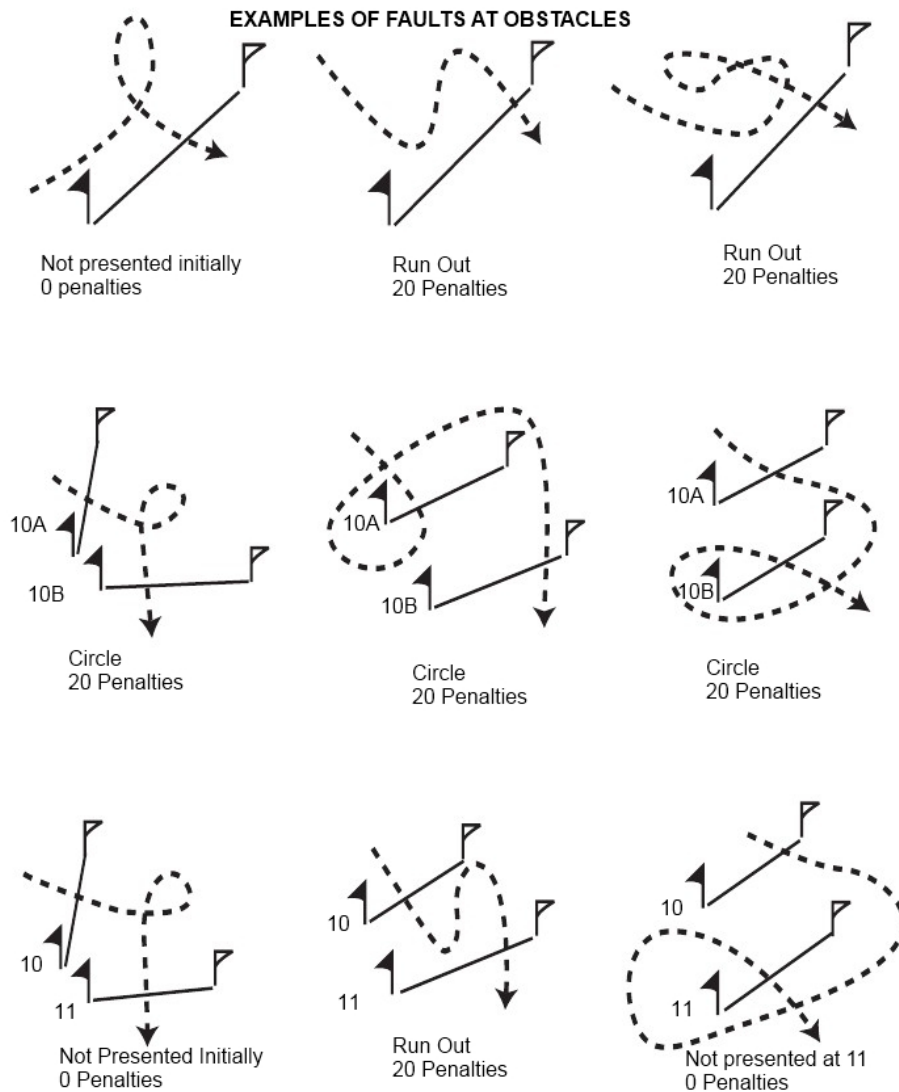 EXAMPLES OF FAULTS AT OBSTACLES
Not presented initially
0 penalties
Run Out
20 Penalties
Run Out
20 Penalties
10A
10B
Circle
20 Penalties
10A
10B
Circle
20 Penalties
10A
10B
Circle
20 Penalties
10
11
Not Presented Initially
0 Penalties
10
11
Run Out
20 Penalties
10
11
Not presented at 11
0 Penalties